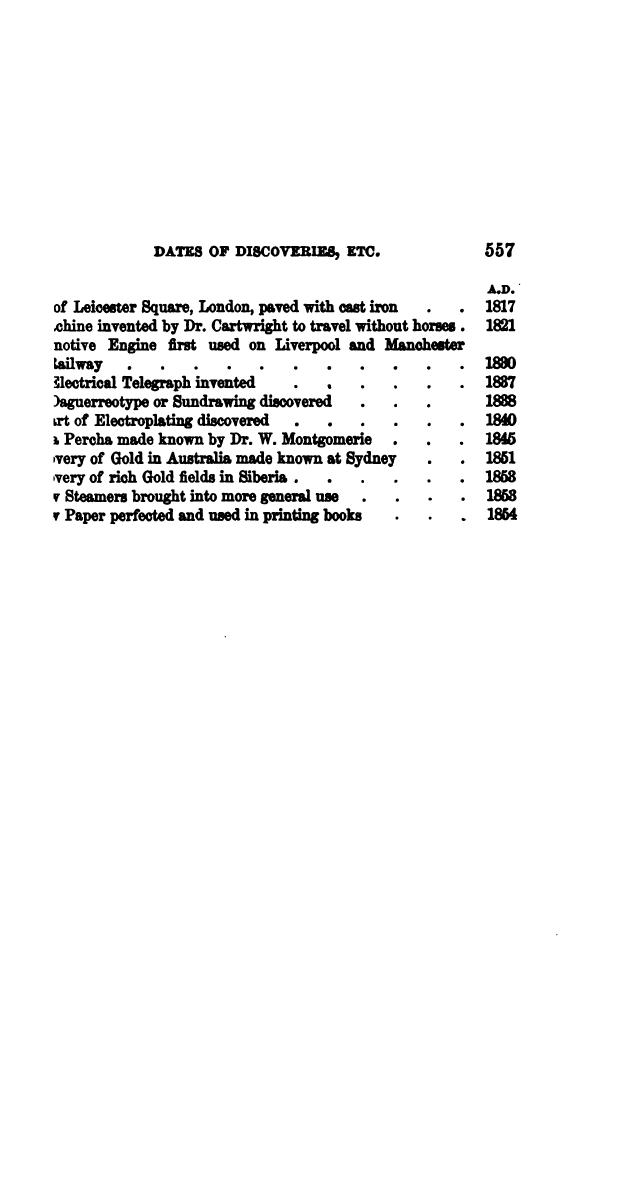 DATES OF DISCOVERIES, ETC. 557
A.D.
of Leicester Square, London, paved with cast iron . . 1817
chine invented by Dr. Cartwright to travel without horses . 1821
notive Engine first used on Liverpool and Manchester
tailway . . . . . . . . . . . 1830
Electrical Telegraph invented . . . . . . 1837
Daguerreotype or Sundrawing discovered . . . 1838
rt of Electroplating discovered . . . . . . 1840
a Percha made known by Dr. W. Montgomerie . . . 1845
very of Gold in Australia made known at Sydney . . 1851
very of rich Gold fields in Siberia . . . . . . 1853
r Steamers brought into more general use . . . . 1853
r Paper perfected and used in printing books . . . 1854